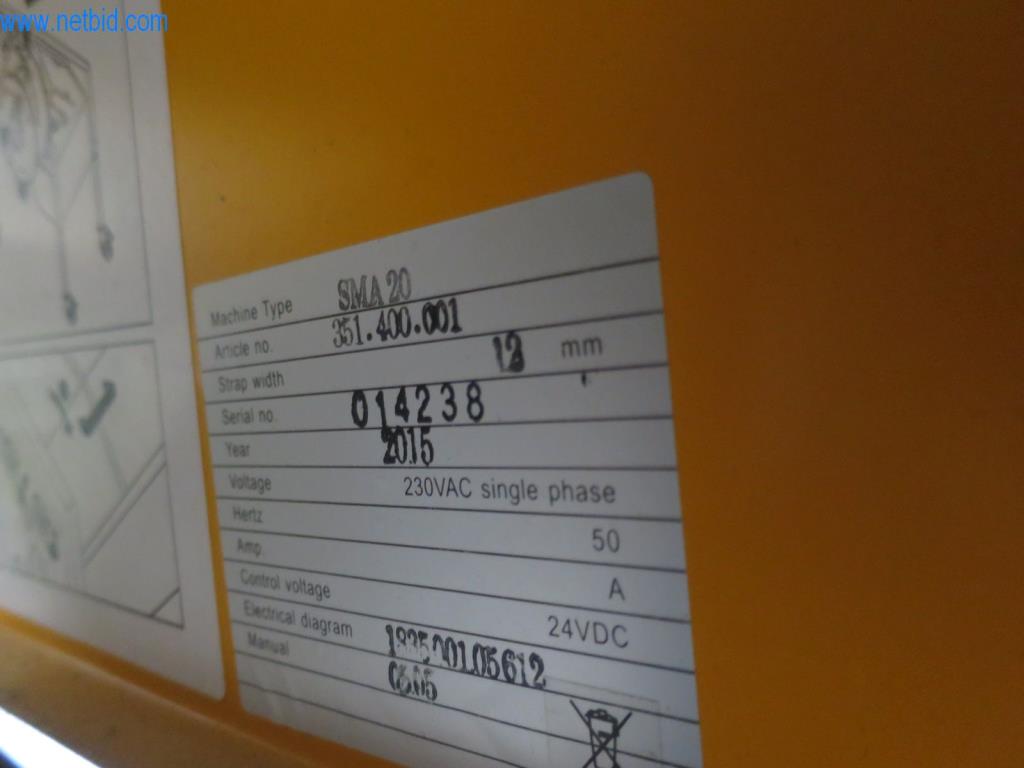 www.netbid.com
Machine Type SMA 20
Article no. 351.400.001
Strap width 12 mm
Serial no. 014238
Year 2015
Voltage 230VAC single phase
Hertz 50
Amp. A
Control voltage 24VDC
Electrical diagram
Manual